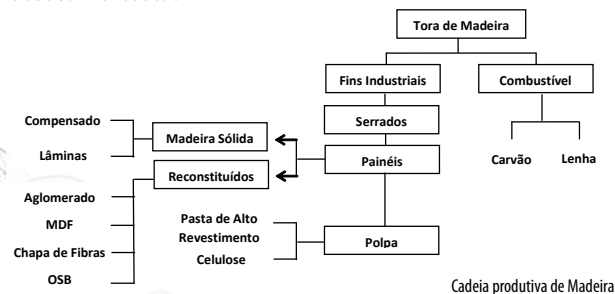 Tora de Madeira
Fins Industriais
Combustível
Compensado
Serrados
Madeira Sólida
Lâminas
Painéis
Carvão
Lenha
Reconstituídos
Aglomerado
Pasta de Alto
MDF
Revestimento
Polpa
Chapa de Fibras
Celulose
OSB
Cadeia produtiva de Madeira